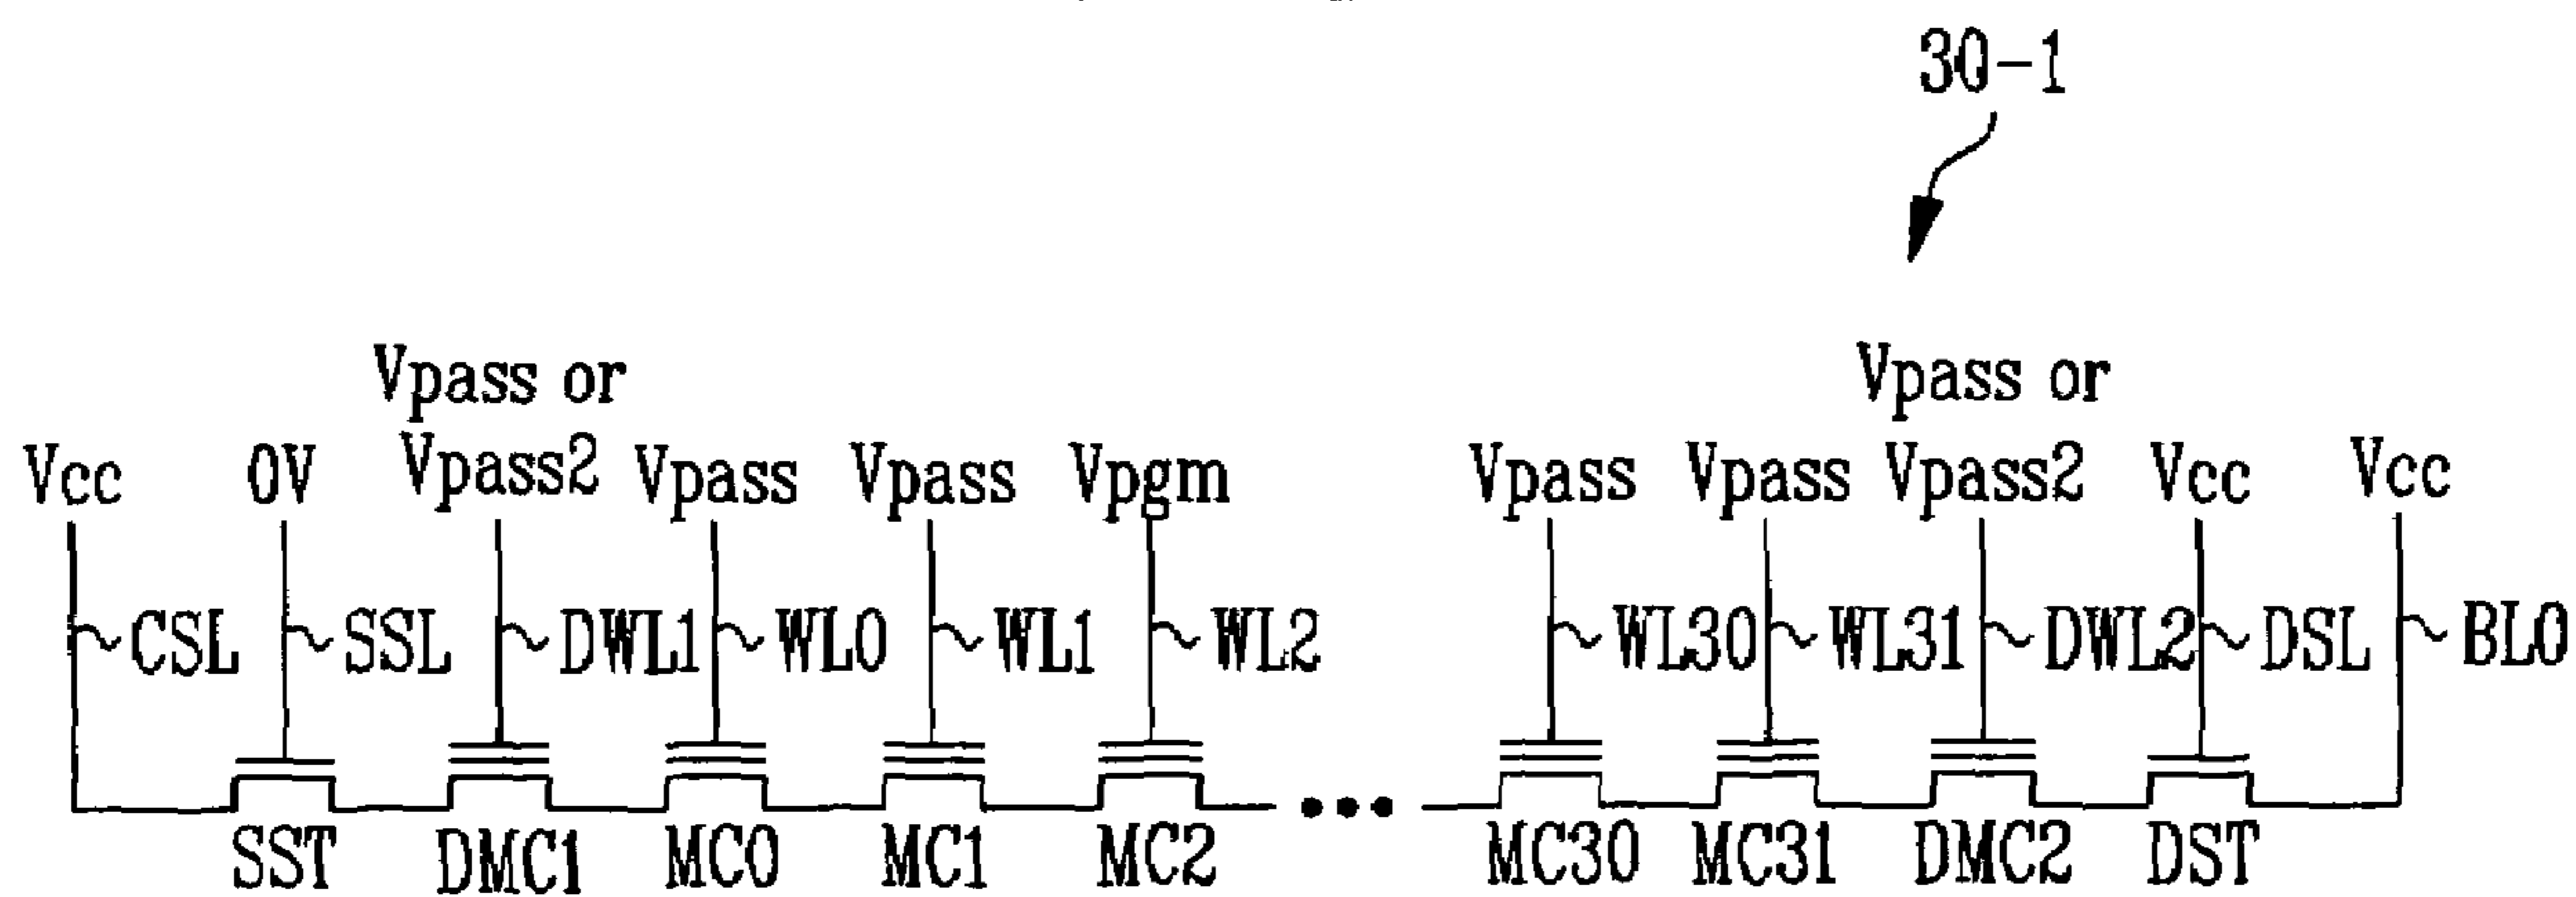 30-1
Vpass or
Vpass or
Vcc 0V Vpass2 Vpass Vpass Vpgm Vpass Vpass Vpass2 Vcc Vcc
CSL SSL DWL1 WL0 WL1 WL2 WL30 WL31 DWL2 DSL BL0
SST DMC1 MC0 MC1 MC2 ••• MC30 MC31 DMC2 DST